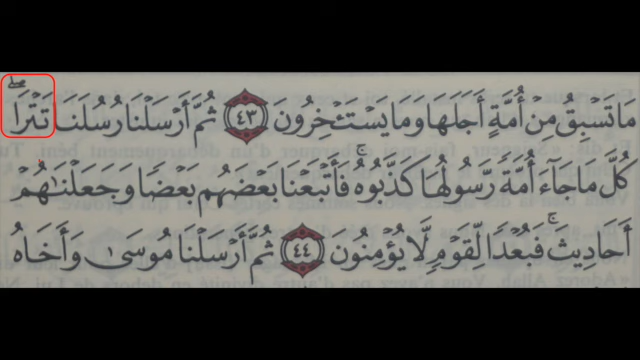 مَا تَسْبِقُ مِنْ أُمَّةٍ أَجَلَهَا وَمَا يَسْتَـْٔخِرُونَ ٤٣ ثُمَّ أَرْسَلْنَا رُسُلَنَا تَتْرَاۖ
كُلَّ مَا جَآءَ أُمَّةً رَّسُولُهَا كَذَّبُوهُۚ فَأَتْبَعْنَا بَعْضَهُم بَعْضًا وَجَعَلْنَٰهُمْ
أَحَادِيثَۚ فَبُعْدًا لِّقَوْمٍ لَّا يُؤْمِنُونَ ٤٤ ثُمَّ أَرْسَلْنَا مُوسَىٰ وَأَخَاهُ